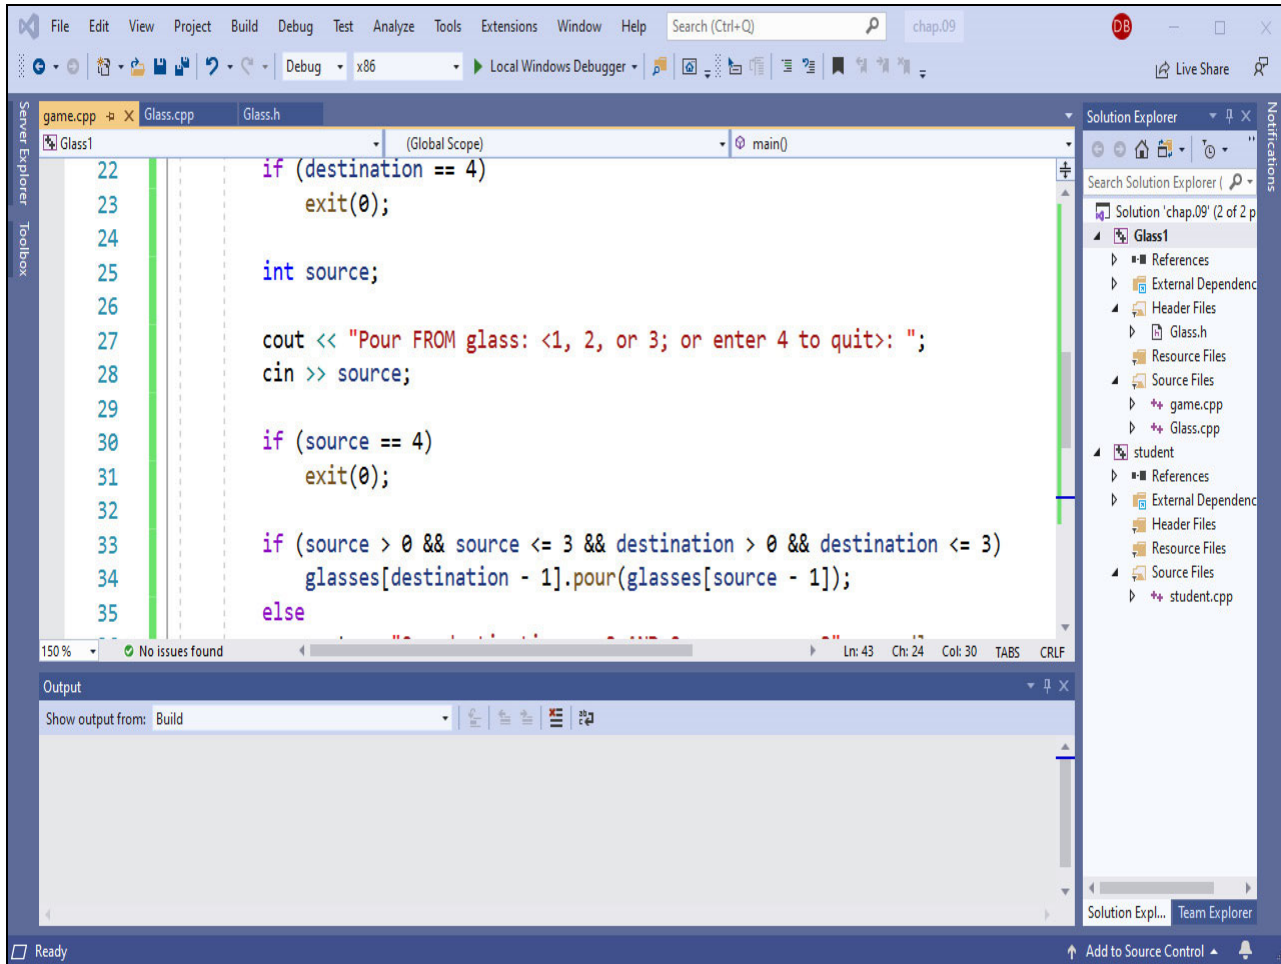 File Edit View Project Build Debug Test Analyze Tools Extensions Window Help Search (Ctrl+Q) chap.09 DB
Debug x86 Local Windows Debugger Live Share
Server Explorer
Toolbox
game.cpp Glass.cpp Glass.h
Glass1 (Global Scope) main()
22 if (destination == 4)
23 exit(0);
24
25 int source;
26
27 cout << "Pour FROM glass: <1, 2, or 3; or enter 4 to quit>: ";
28 cin >> source;
29
30 if (source == 4)
31 exit(0);
32
33 if (source > 0 && source <= 3 && destination > 0 && destination <= 3)
34 glasses[destination - 1].pour(glasses[source - 1]);
35 else
150 % No issues found Ln: 43 Ch: 24 Col: 30 TABS CRLF
Output
Show output from: Build
Solution Explorer
Search Solution Explorer (
Solution 'chap.09' (2 of 2 p
Glass1
References
External Dependenc
Header Files
Glass.h
Resource Files
Source Files
game.cpp
Glass.cpp
student
References
External Dependenc
Header Files
Resource Files
Source Files
student.cpp
Solution Expl... Team Explorer
Notifications
Ready Add to Source Control